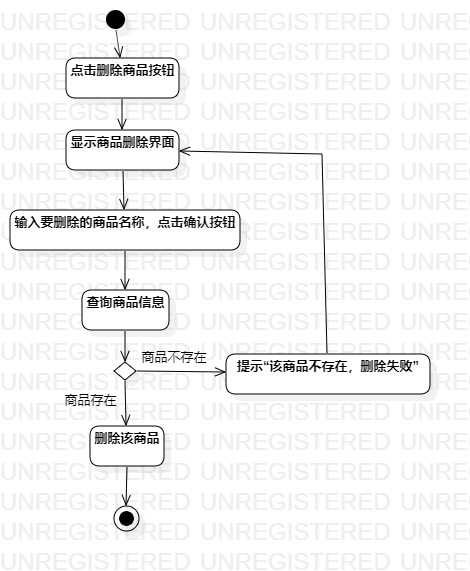 点击删除商品按钮
显示商品删除界面
输入要删除的商品名称，点击确认按钮
查询商品信息
商品不存在
提示“该商品不存在，删除失败”
商品存在
删除该商品
UNREGISTERED